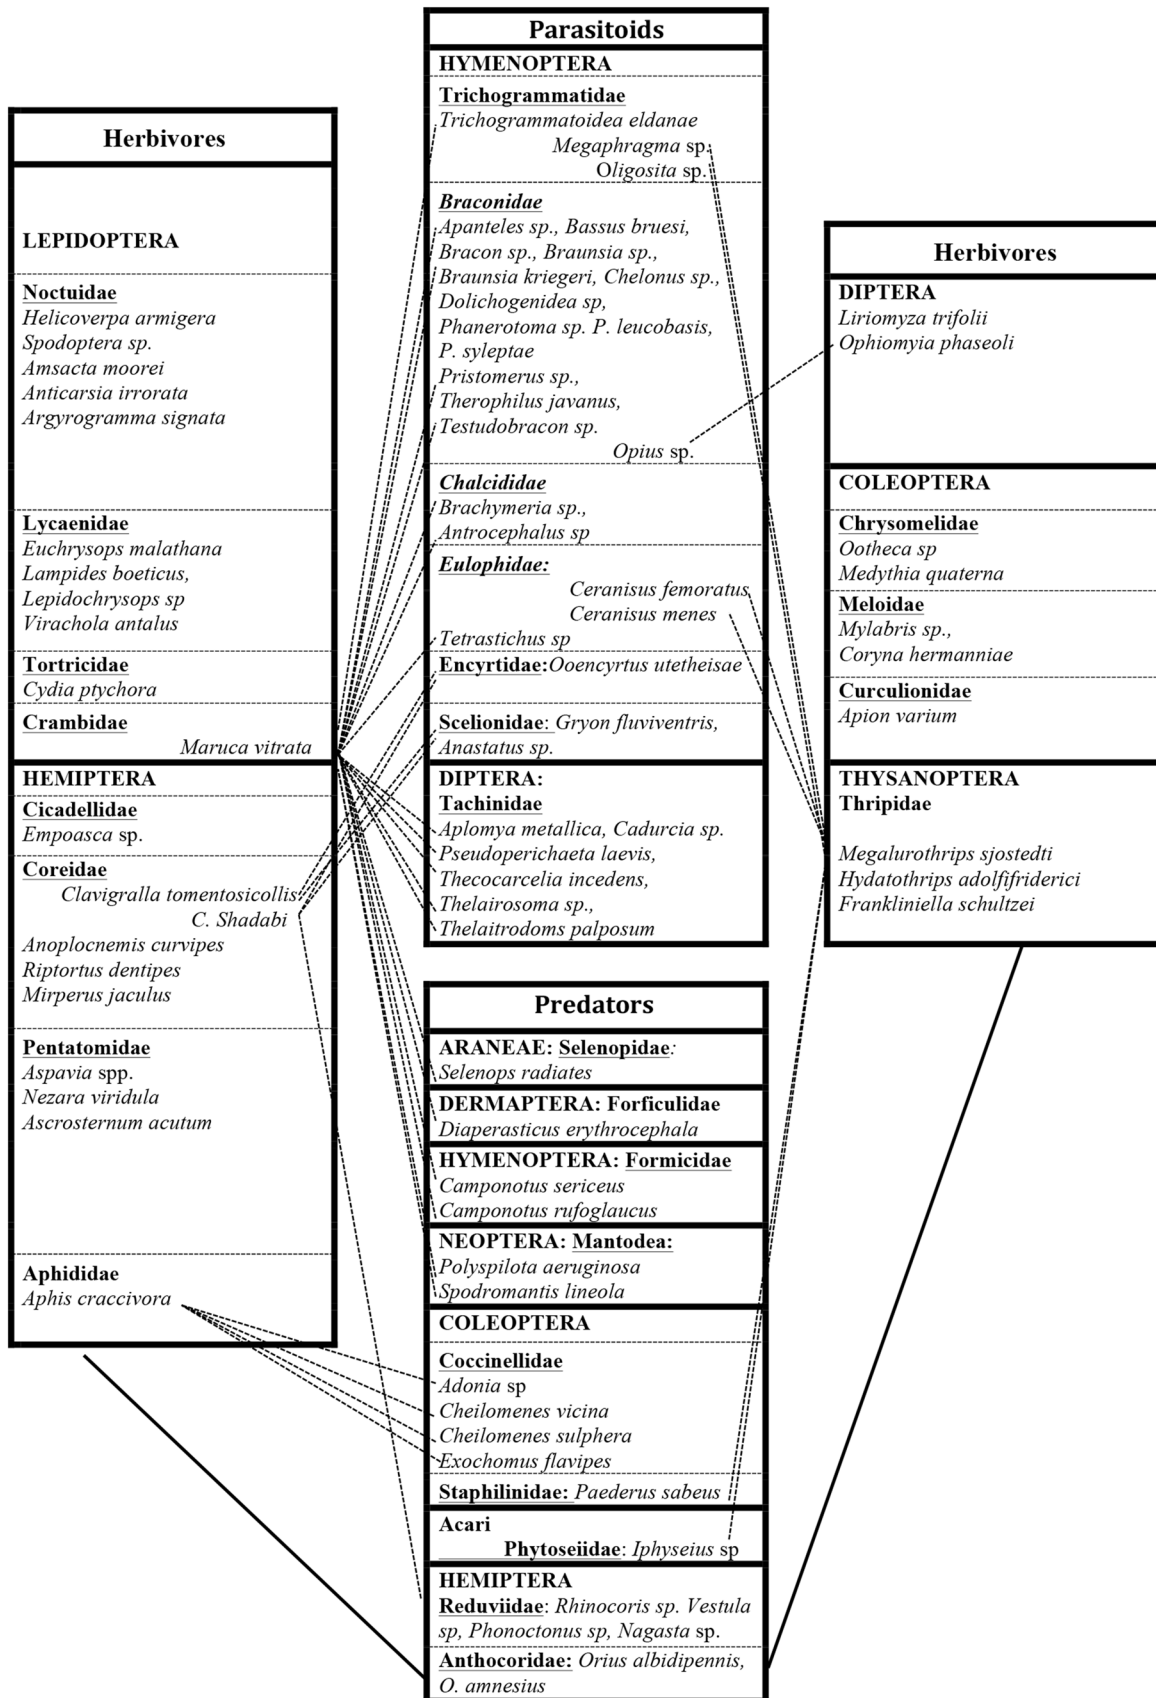 Herbivores
LEPIDOPTERA
Noctuidae
Helicoverpa armigera
Spodoptera sp.
Amsacta moorei
Anticarsia irrorata
Argyrogramma signata
Lycaenidae
Euchrysops malathana
Lampides boeticus,
Lepidochrysops sp
Virachola antalus
Tortricidae
Cydia ptychora
Crambidae
Maruca vitrata
HEMIPTERA
Cicadellidae
Empoasca sp.
Coreidae
Clavigralla tomentosicollis
C. Shadabi
Anoplocnemis curvipes
Riptortus dentipes
Mirperus jaculus
Pentatomidae
Aspavia spp.
Nezara viridula
Ascrosternum acutum
Aphididae
Aphis craccivora
Parasitoids
HYMENOPTERA
Trichogrammatidae
Trichogrammatoidea eldanae
Megaphragma sp.
Oligosita sp.
Braconidae
Apanteles sp., Bassus bruesi,
Bracon sp., Braunsia sp.,
Braunsia kriegeri, Chelonus sp.,
Dolichogenidea sp,
Phanerotoma sp. P. leucobasis,
P. syleptae
Pristomerus sp.,
Therophilus javanus,
Testudobracon sp.
Opius sp.
Chalcididae
Brachymeria sp.,
Antrocephalus sp
Eulophidae:
Ceranisus femoratus
Ceranisus menes
Tetrastichus sp
Encyrtidae:Ooencyrtus utetheisae
Scelionidae: Gryon fluviventris,
Anastatus sp.
DIPTERA:
Tachinidae
Aplomya metallica, Cadurcia sp.
Pseudoperichaeta laevis,
Thecocarcelia incedens,
Thelairosoma sp.,
Thelaitrodoms palposum
Predators
ARANEAE: Selenopidae:
Selenops radiates
DERMAPTERA: Forficulidae
Diaperasticus erythrocephala
HYMENOPTERA: Formicidae
Camponotus sericeus
Camponotus rufoglaucus
NEOPTERA: Mantodea:
Polyspilota aeruginosa
Spodromantis lineola
COLEOPTERA
Coccinellidae
Adonia sp
Cheilomenes vicina
Cheilomenes sulphera
Exochomus flavipes
Staphilinidae: Paederus sabeus
Acari
Phytoseiidae: Iphyseius sp
HEMIPTERA
Reduviidae: Rhinocoris sp. Vestula
sp, Phonoctonus sp, Nagasta sp.
Anthocoridae: Orius albidipennis,
O. amnesius
Herbivores
DIPTERA
Liriomyza trifolii
Ophiomyia phaseoli
COLEOPTERA
Chrysomelidae
Ootheca sp
Medythia quaterna
Meloidae
Mylabris sp.,
Coryna hermanniae
Curculionidae
Apion varium
THYSANOPTERA
Thripidae
Megalurothrips sjostedti
Hydatothrips adolfifriderici
Frankliniella schultzei